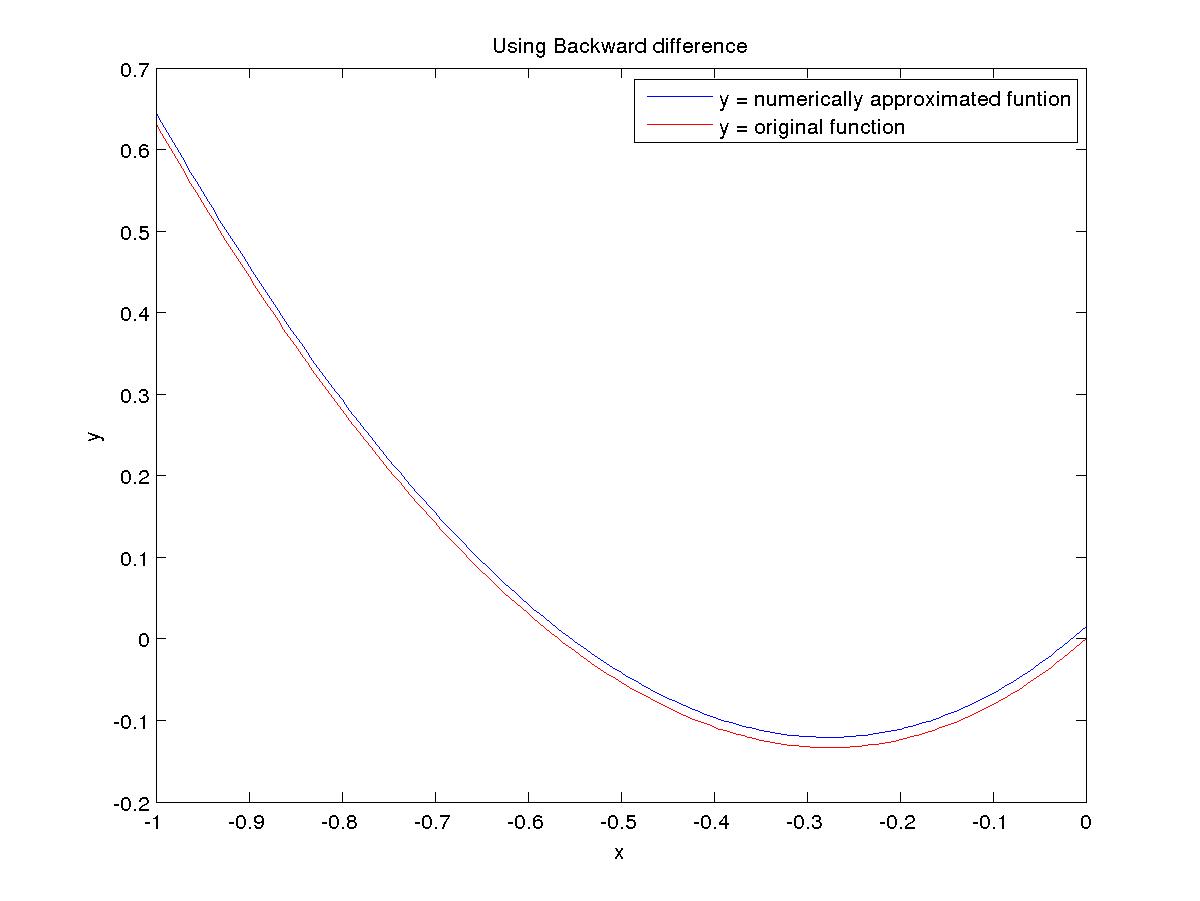 Using Backward difference
y = numerically approximated funtion
y = original function
0.7
0.6
0.5
0.4
0.3
0.2
0.1
0
-0.1
-0.2
y
-1 -0.9 -0.8 -0.7 -0.6 -0.5 -0.4 -0.3 -0.2 -0.1 0
x